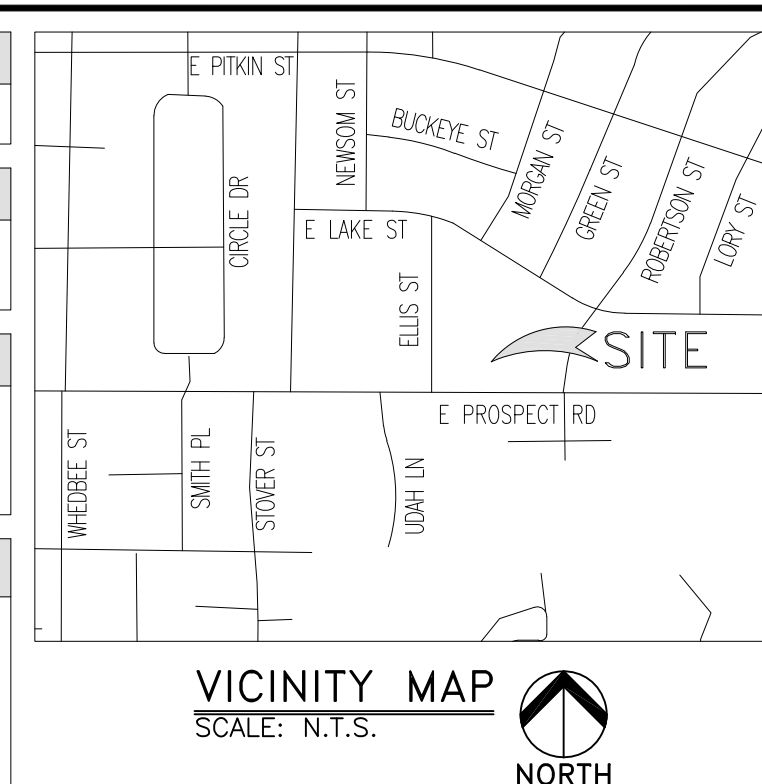 E PITKIN ST
NEWSOM ST
BUCKEYE ST
MORGAN ST
GREEN ST
ROBERTSON ST
LORY ST
CIRCLE DR
E LAKE ST
ELLIS ST
SITE
E PROSPECT RD
WHEDBEE ST
SMITH PL
STOVER ST
UDAH LN
VICINITY MAP
SCALE: N.T.S.
NORTH